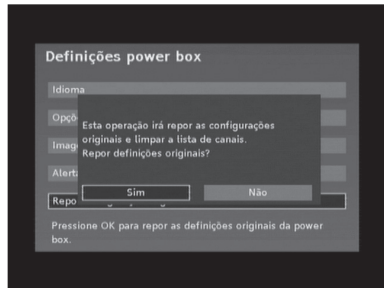 Definições power box
Idioma
Opçõ
Esta operação irá repor as configurações
originais e limpar a lista de canais.
Repor definições originais?
Imag
Alert
Sim
Não
Repo
Pressione OK para repor as definições originais da power
box.